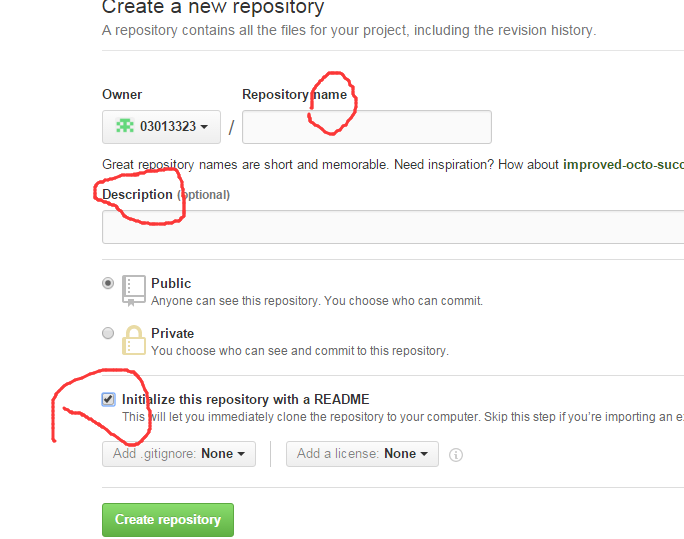 Create a new repository
A repository contains all the files for your project, including the revision history.
Owner Repository name
03013323 /
Great repository names are short and memorable. Need inspiration? How about improved-octo-succ
Description (optional)
Public
Anyone can see this repository. You choose who can commit.
Private
You choose who can see and commit to this repository.
Initialize this repository with a README
This will let you immediately clone the repository to your computer. Skip this step if you're importing an e
Add .gitignore: None Add a license: None
Create repository